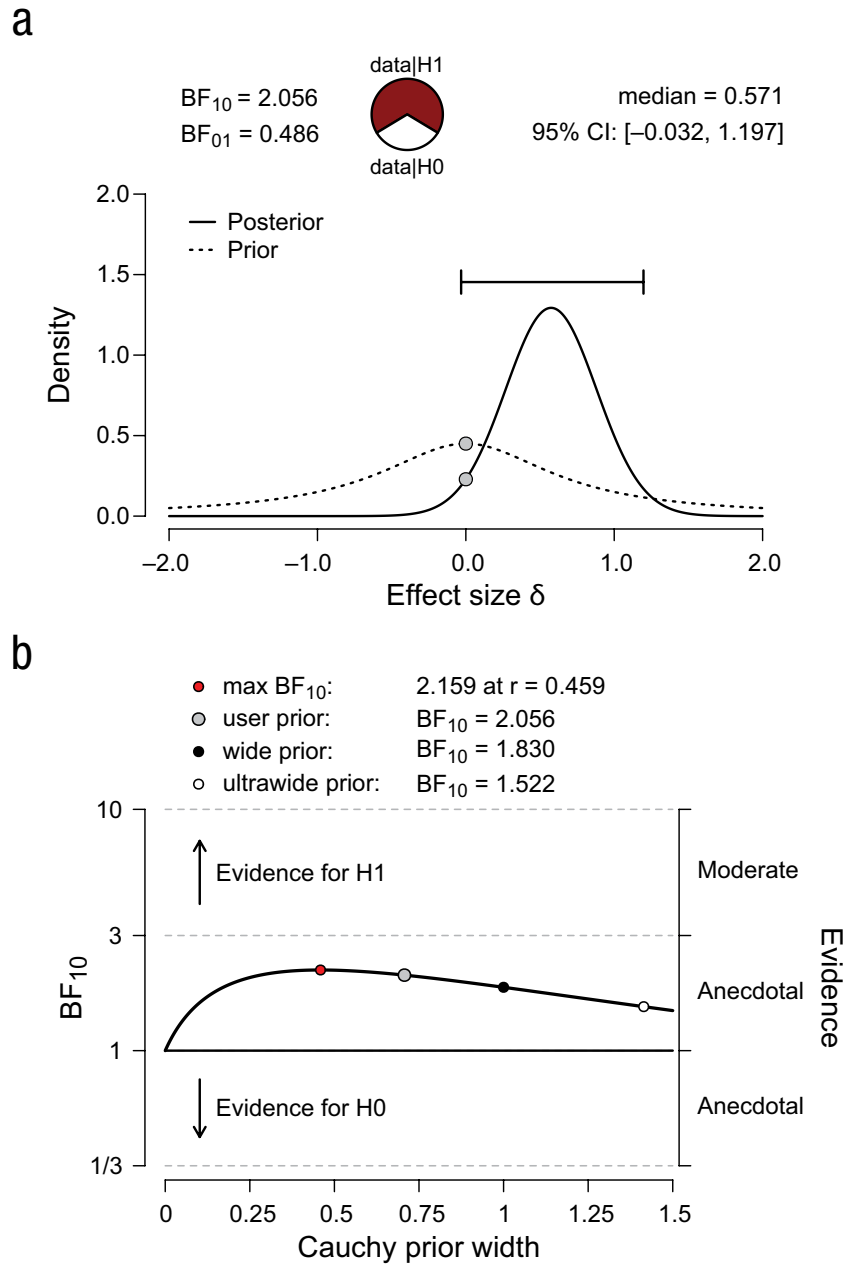 a
data|H1
BF10 = 2.056
median = 0.571
BF01 = 0.486
95% CI: [–0.032, 1.197]
data|H0
2.0
Posterior
Prior
1.5
1.0
0.5
0.0
Density
–2.0 –1.0 0.0 1.0 2.0
Effect size δ
b
max BF10: 2.159 at r = 0.459
user prior: BF10 = 2.056
wide prior: BF10 = 1.830
ultrawide prior: BF10 = 1.522
10
Evidence for H1
Moderate
3
Anecdotal
BF10
Evidence
1
Evidence for H0
Anecdotal
1/3
0 0.25 0.5 0.75 1 1.25 1.5
Cauchy prior width